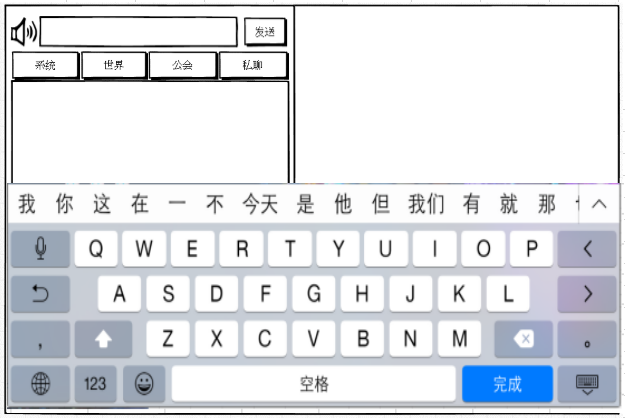 发送
系统 世界 公会 私聊
我 你 这 在 一 不 今天 是 他 但 我们 有 就 那
Q W E R T Y U I O P
A S D F G H J K L
, Z X C V B N M 。
123 空格 完成